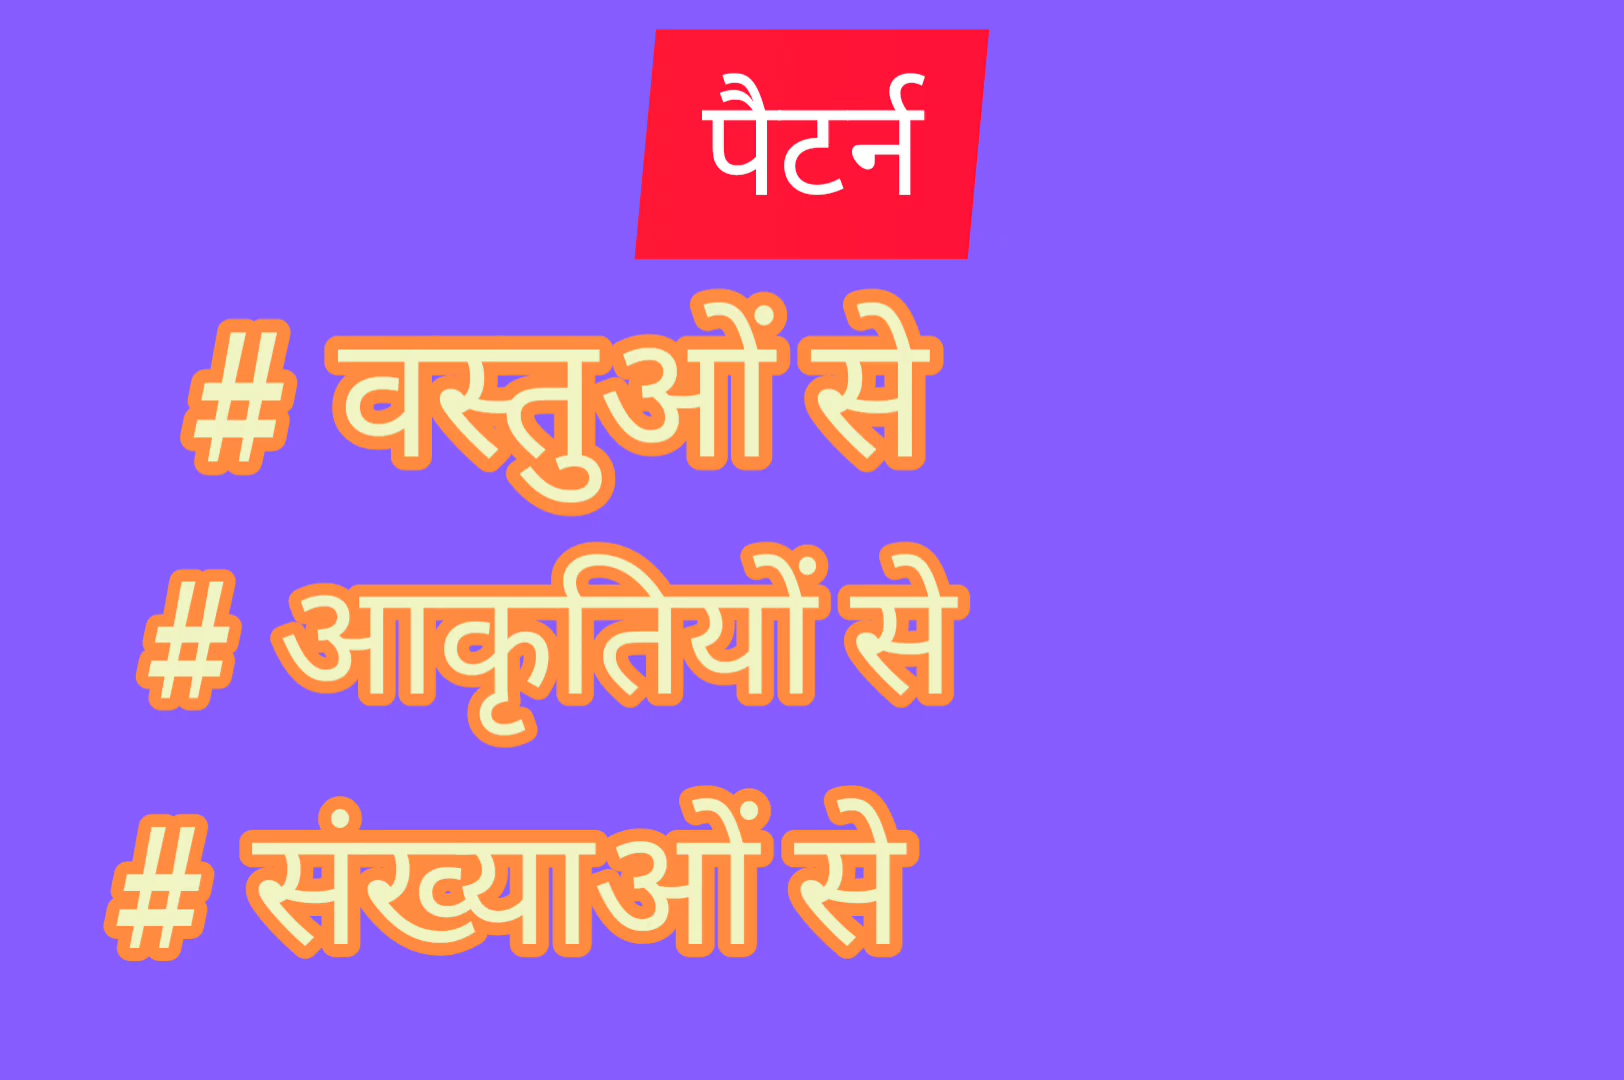 पैटर्न
# वस्तुओं से
# आकृतियों से
# संख्याओं से